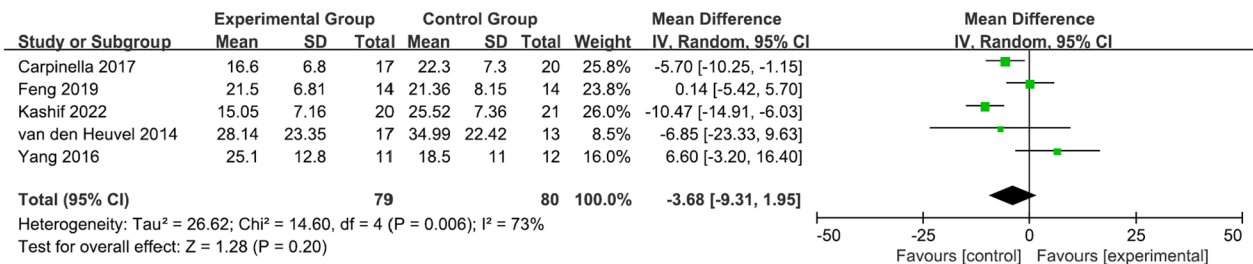 Experimental Group Control Group Mean Difference Mean Difference
Study or Subgroup Mean SD Total Mean SD Total Weight IV, Random, 95% CI IV, Random, 95% CI
Carpinella 2017 16.6 6.8 17 22.3 7.3 20 25.8% -5.70 [-10.25, -1.15]
Feng 2019 21.5 6.81 14 21.36 8.15 14 23.8% 0.14 [-5.42, 5.70]
Kashif 2022 15.05 7.16 20 25.52 7.36 21 26.0% -10.47 [-14.91, -6.03]
van den Heuvel 2014 28.14 23.35 17 34.99 22.42 13 8.5% -6.85 [-23.33, 9.63]
Yang 2016 25.1 12.8 11 18.5 11 12 16.0% 6.60 [-3.20, 16.40]
Total (95% CI) 79 80 100.0% -3.68 [-9.31, 1.95]
Heterogeneity: Tau² = 26.62; Chi² = 14.60, df = 4 (P = 0.006); I² = 73%
Test for overall effect: Z = 1.28 (P = 0.20)
-50 -25 0 25 50
Favours [control] Favours [experimental]